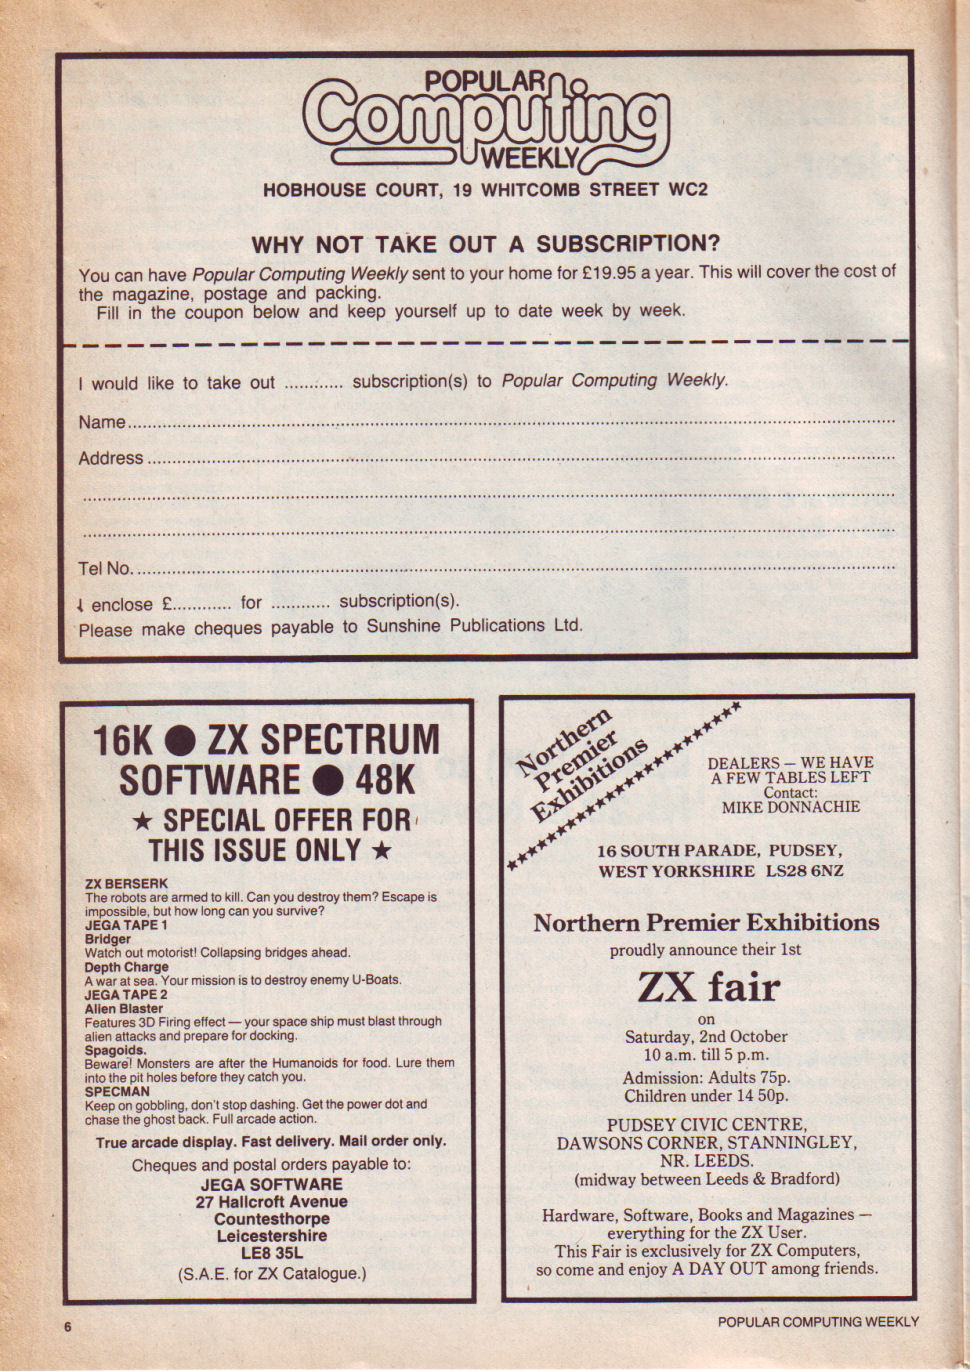 POPULAR
Computing
WEEKLY
HOBHOUSE COURT, 19 WHITCOMB STREET WC2
WHY NOT TAKE OUT A SUBSCRIPTION?
You can have Popular Computing Weekly sent to your home for £19.95 a year. This will cover the cost of
the magazine, postage and packing.
Fill in the coupon below and keep yourself up to date week by week.
I would like to take out ............ subscription(s) to Popular Computing Weekly.
Name
Address
Tel No.
I enclose £............ for ............ subscription(s).
Please make cheques payable to Sunshine Publications Ltd.
16K ● ZX SPECTRUM
SOFTWARE ● 48K
★ SPECIAL OFFER FOR
THIS ISSUE ONLY ★
ZX BERSERK
The robots are armed to kill. Can you destroy them? Escape is
impossible, but how long can you survive?
JEGA TAPE 1
Bridger
Watch out motorist! Collapsing bridges ahead.
Depth Charge
A war at sea. Your mission is to destroy enemy U-Boats.
JEGA TAPE 2
Alien Blaster
Features 3D Firing effect — your space ship must blast through
alien attacks and prepare for docking.
Spagoids.
Beware! Monsters are after the Humanoids for food. Lure them
into the pit holes before they catch you.
SPECMAN
Keep on gobbling, don't stop dashing. Get the power dot and
chase the ghost back. Full arcade action.
True arcade display. Fast delivery. Mail order only.
Cheques and postal orders payable to:
JEGA SOFTWARE
27 Hallcroft Avenue
Countesthorpe
Leicestershire
LE8 35L
(S.A.E. for ZX Catalogue.)
Northern
Premier
Exhibitions
DEALERS — WE HAVE
A FEW TABLES LEFT
Contact:
MIKE DONNACHIE
16 SOUTH PARADE, PUDSEY,
WEST YORKSHIRE LS28 6NZ
Northern Premier Exhibitions
proudly announce their 1st
ZX fair
on
Saturday, 2nd October
10 a.m. till 5 p.m.
Admission: Adults 75p.
Children under 14 50p.
PUDSEY CIVIC CENTRE,
DAWSONS CORNER, STANNINGLEY,
NR. LEEDS.
(midway between Leeds & Bradford)
Hardware, Software, Books and Magazines —
everything for the ZX User.
This Fair is exclusively for ZX Computers,
so come and enjoy A DAY OUT among friends.
6
POPULAR COMPUTING WEEKLY